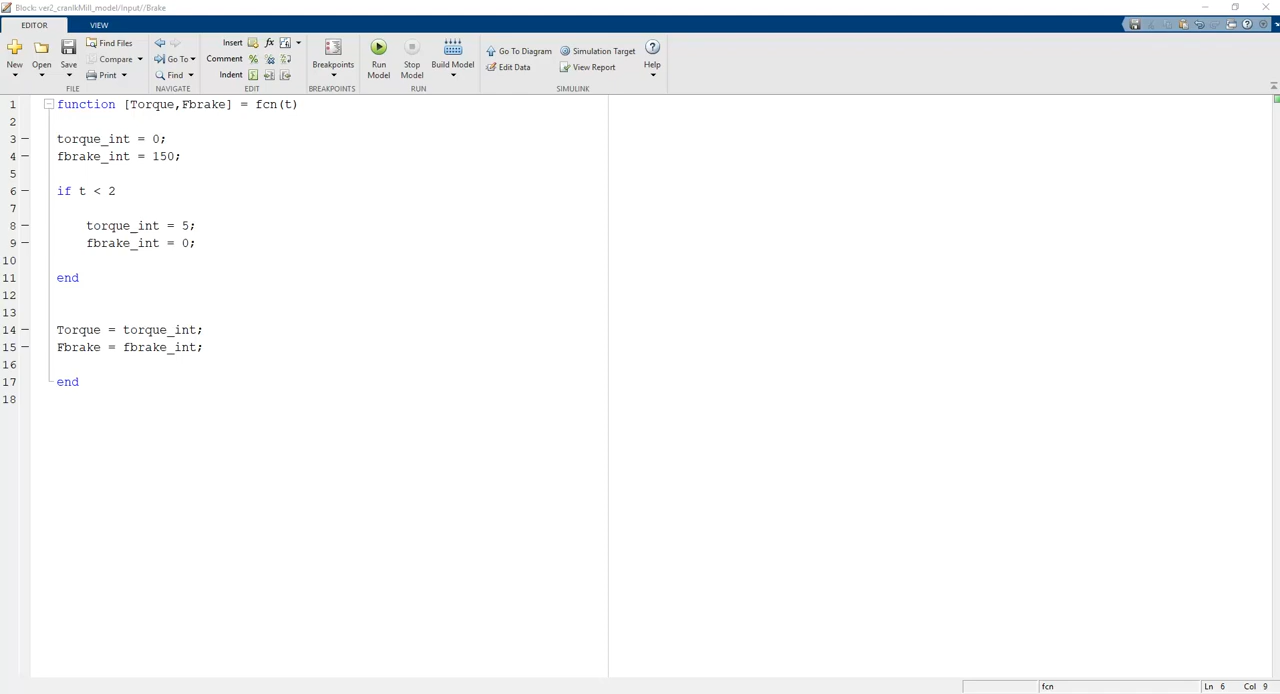 Block: ver2_cranlkMill_model/Input//Brake
EDITOR VIEW
New Open Save Find Files Compare Print
FILE
Go To Find
NAVIGATE
Insert fx
Comment %
Indent
EDIT
Breakpoints
BREAKPOINTS
Run Model Stop Model Build Model
RUN
Go To Diagram Simulation Target
Edit Data View Report
Help
SIMULINK
1 function [Torque,Fbrake] = fcn(t)
2
3 torque_int = 0;
4 fbrake_int = 150;
5
6 if t < 2
7
8 torque_int = 5;
9 fbrake_int = 0;
10
11 end
12
13
14 Torque = torque_int;
15 Fbrake = fbrake_int;
16
17 end
18
fcn Ln 6 Col 9